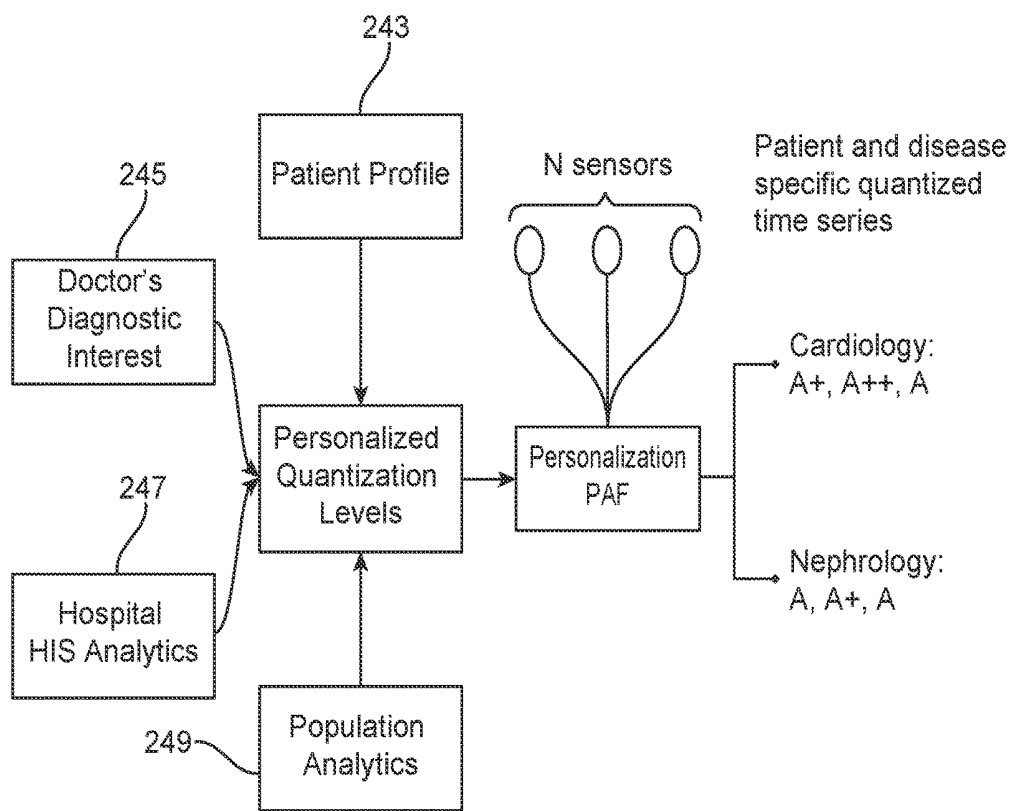 243
Patient Profile
N sensors
Patient and disease
specific quantized
time series
245
Doctor's
Diagnostic
Interest
247
Hospital
HIS Analytics
Personalized
Quantization
Levels
Personalization
PAF
Cardiology:
A+, A++, A
Nephrology:
A, A+, A
249
Population
Analytics